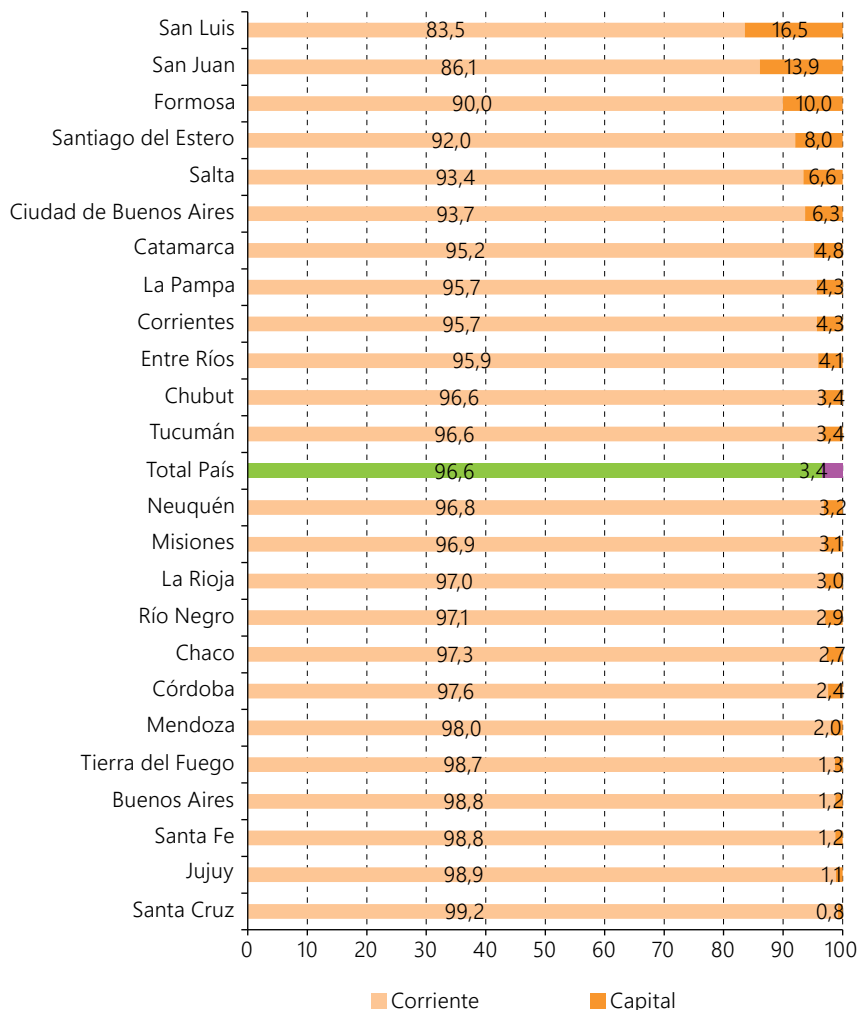 San Luis 83,5 16,5
San Juan 86,1 13,9
Formosa 90,0 10,0
Santiago del Estero 92,0 8,0
Salta 93,4 6,6
Ciudad de Buenos Aires 93,7 6,3
Catamarca 95,2 4,8
La Pampa 95,7 4,3
Corrientes 95,7 4,3
Entre Ríos 95,9 4,1
Chubut 96,6 3,4
Tucumán 96,6 3,4
Total País 96,6 3,4
Neuquén 96,8 3,2
Misiones 96,9 3,1
La Rioja 97,0 3,0
Río Negro 97,1 2,9
Chaco 97,3 2,7
Córdoba 97,6 2,4
Mendoza 98,0 2,0
Tierra del Fuego 98,7 1,3
Buenos Aires 98,8 1,2
Santa Fe 98,8 1,2
Jujuy 98,9 1,1
Santa Cruz 99,2 0,8
0 10 20 30 40 50 60 70 80 90 100
Corriente Capital